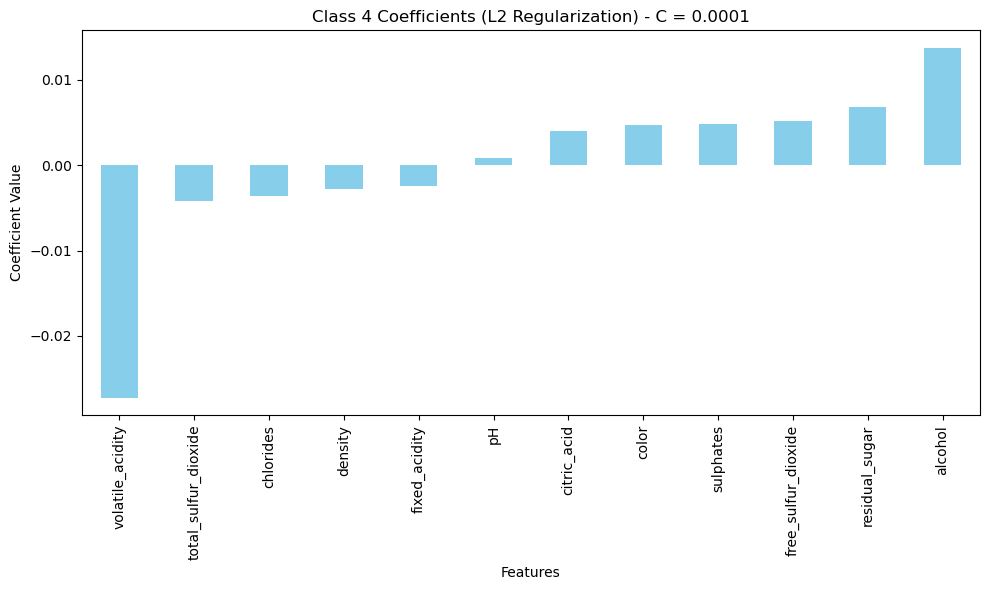 Class 4 Coefficients (L2 Regularization) - C = 0.0001
Coefficient Value
0.01
0.00
−0.01
−0.02
volatile_acidity
total_sulfur_dioxide
chlorides
density
fixed_acidity
pH
citric_acid
color
sulphates
free_sulfur_dioxide
residual_sugar
alcohol
Features